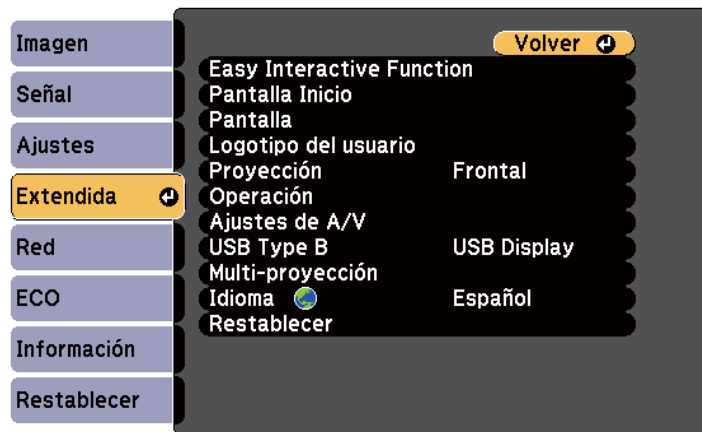 Imagen
Señal
Ajustes
Extendida
Red
ECO
Información
Restablecer
Volver
Easy Interactive Function
Pantalla Inicio
Pantalla
Logotipo del usuario
Proyección Frontal
Operación
Ajustes de A/V
USB Type B USB Display
Multi-proyección
Idioma Español
Restablecer